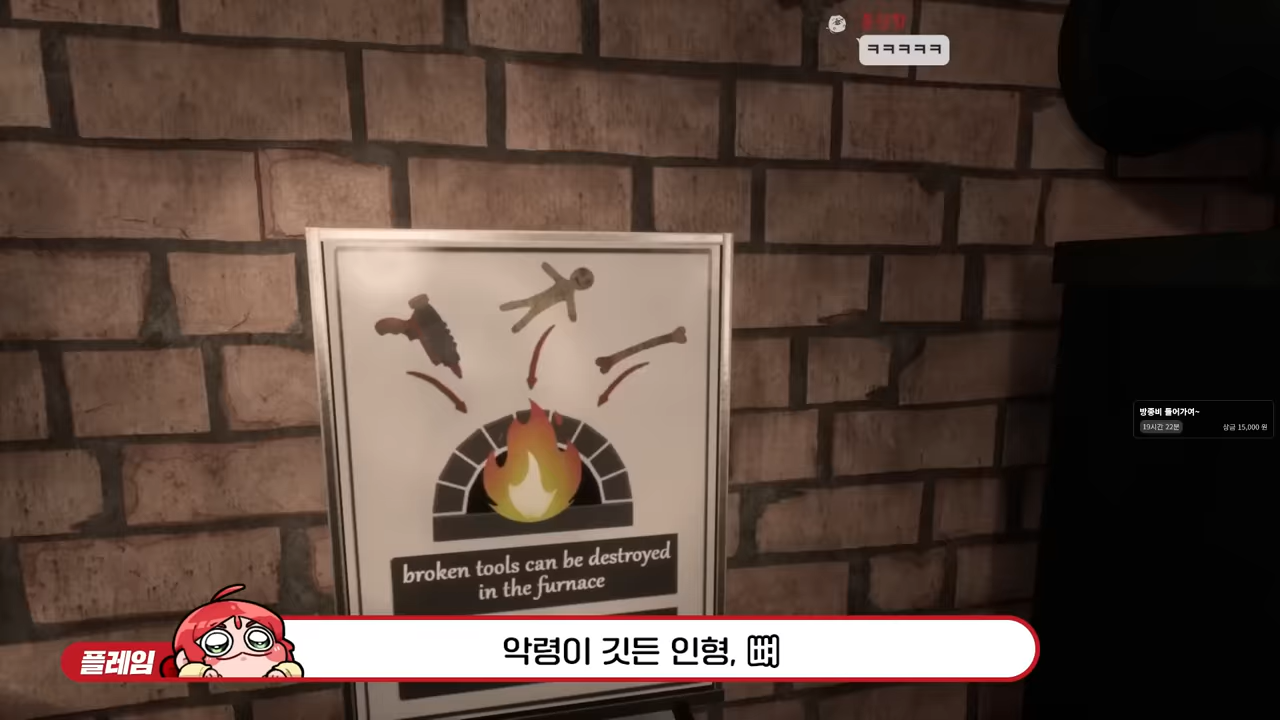 ㅋㅋㅋㅋㅋ
방종비 들어가여~
19시간 22분
상금 15,000 원
broken tools can be destroyed
in the furnace
악령이 깃든 인형, 뼈
플레임